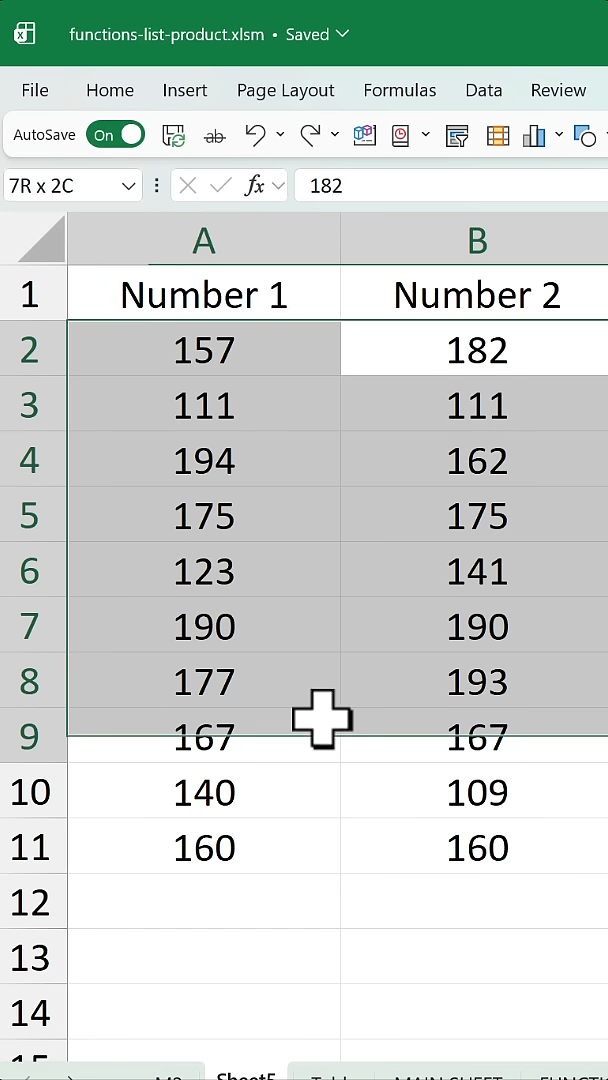 functions-list-product.xlsm • Saved
File Home Insert Page Layout Formulas Data Review
AutoSave On
7R x 2C fx 182
A B
1 Number 1 Number 2
2 157 182
3 111 111
4 194 162
5 175 175
6 123 141
7 190 190
8 177 193
9 167 167
10 140 109
11 160 160
12
13
14
15
Sheet5 MAIN SHEET